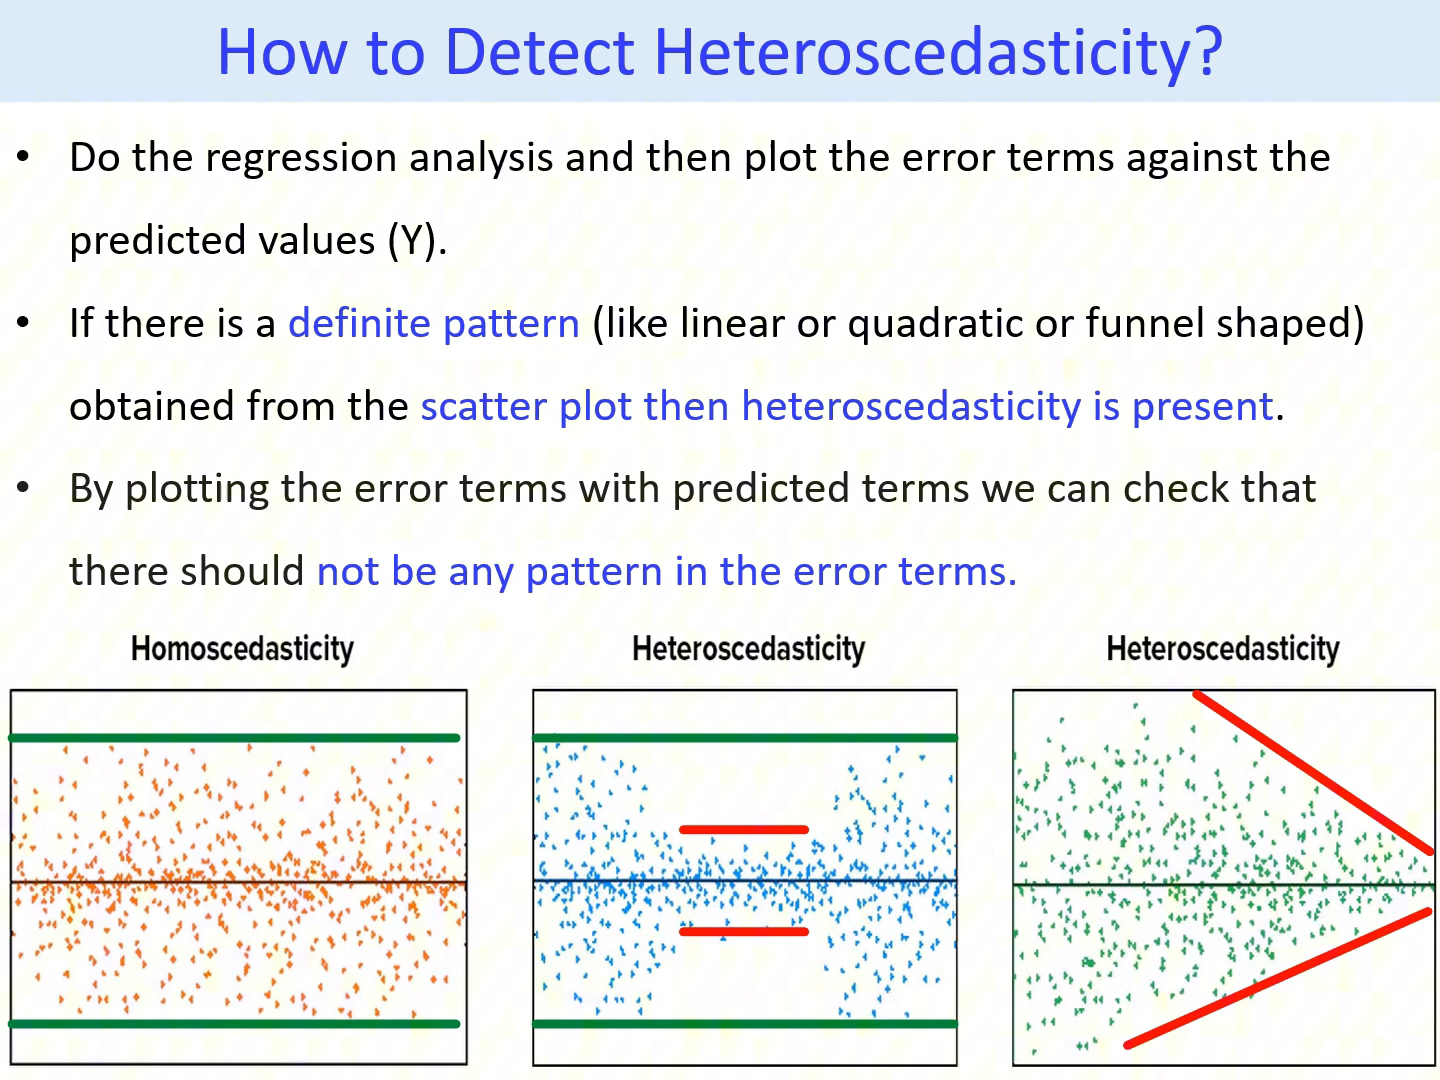 How to Detect Heteroscedasticity?
• Do the regression analysis and then plot the error terms against the
predicted values (Y).
• If there is a definite pattern (like linear or quadratic or funnel shaped)
obtained from the scatter plot then heteroscedasticity is present.
• By plotting the error terms with predicted terms we can check that
there should not be any pattern in the error terms.
Homoscedasticity
Heteroscedasticity
Heteroscedasticity